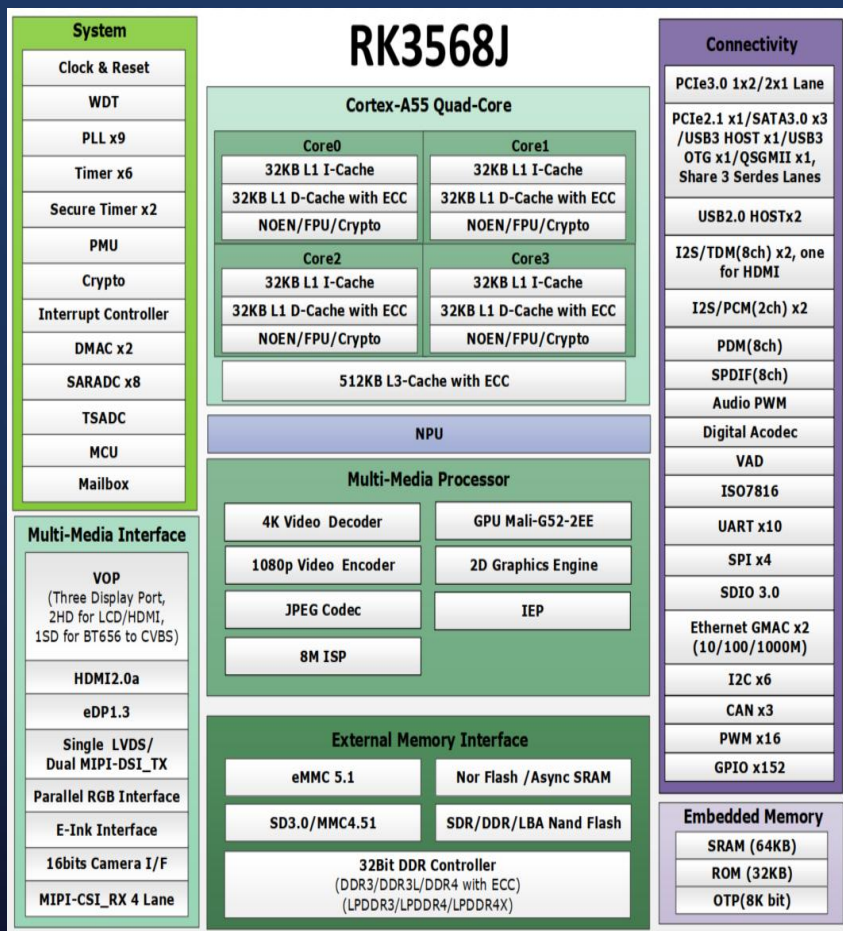 RK3568J
System
Clock & Reset
WDT
PLL x9
Timer x6
Secure Timer x2
PMU
Crypto
Interrupt Controller
DMAC x2
SARADC x8
TSADC
MCU
Mailbox
Multi-Media Interface
VOP
(Three Display Port,
2HD for LCD/HDMI,
1SD for BT656 to CVBS)
HDMI2.0a
eDP1.3
Single LVDS/
Dual MIPI-DSI_TX
Parallel RGB Interface
E-Ink Interface
16bits Camera I/F
MIPI-CSI_RX 4 Lane
Cortex-A55 Quad-Core
Core0
32KB L1 I-Cache
32KB L1 D-Cache with ECC
NOEN/FPU/Crypto
Core1
32KB L1 I-Cache
32KB L1 D-Cache with ECC
NOEN/FPU/Crypto
Core2
32KB L1 I-Cache
32KB L1 D-Cache with ECC
NOEN/FPU/Crypto
Core3
32KB L1 I-Cache
32KB L1 D-Cache with ECC
NOEN/FPU/Crypto
512KB L3-Cache with ECC
NPU
Multi-Media Processor
4K Video Decoder
GPU Mali-G52-2EE
1080p Video Encoder
2D Graphics Engine
JPEG Codec
IEP
8M ISP
External Memory Interface
eMMC 5.1
Nor Flash /Async SRAM
SD3.0/MMC4.51
SDR/DDR/LBA Nand Flash
32Bit DDR Controller
(DDR3/DDR3L/DDR4 with ECC)
(LPDDR3/LPDDR4/LPDDR4X)
Connectivity
PCIe3.0 1x2/2x1 Lane
PCIe2.1 x1/SATA3.0 x3
/USB3 HOST x1/USB3
OTG x1/QSGMII x1,
Share 3 Serdes Lanes
USB2.0 HOSTx2
I2S/TDM(8ch) x2, one
for HDMI
I2S/PCM(2ch) x2
PDM(8ch)
SPDIF(8ch)
Audio PWM
Digital Acodec
VAD
ISO7816
UART x10
SPI x4
SDIO 3.0
Ethernet GMAC x2
(10/100/1000M)
I2C x6
CAN x3
PWM x16
GPIO x152
Embedded Memory
SRAM (64KB)
ROM (32KB)
OTP(8K bit)